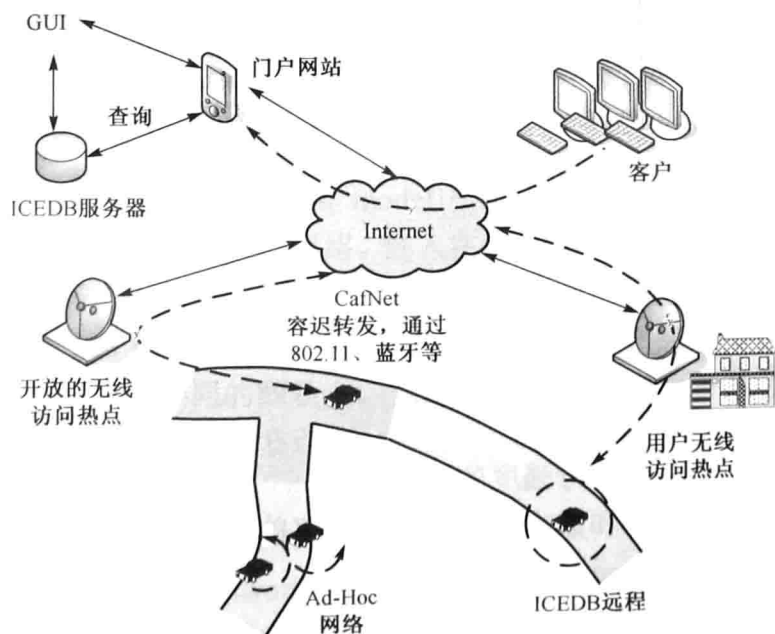 GUI
门户网站
查询
ICEDB服务器
客户
Internet
CafNet
容迟转发，通过
802.11、蓝牙等
开放的无线
访问热点
用户无线
访问热点
Ad-Hoc
网络
ICEDB远程